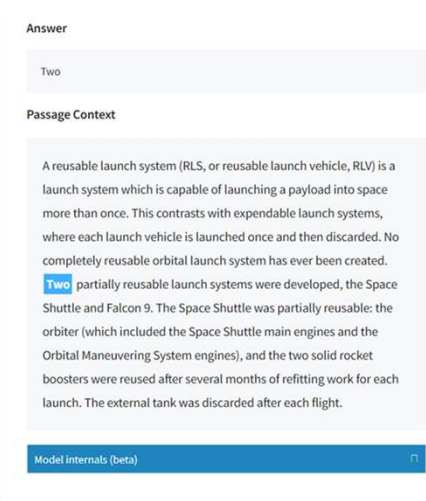 Answer
Two
Passage Context
A reusable launch system (RLS, or reusable launch vehicle, RLV) is a
launch system which is capable of launching a payload into space
more than once. This contrasts with expendable launch systems,
where each launch vehicle is launched once and then discarded. No
completely reusable orbital launch system has ever been created.
Two partially reusable launch systems were developed, the Space
Shuttle and Falcon 9. The Space Shuttle was partially reusable: the
orbiter (which included the Space Shuttle main engines and the
Orbital Maneuvering System engines), and the two solid rocket
boosters were reused after several months of refitting work for each
launch. The external tank was discarded after each flight.
Model internals (beta)